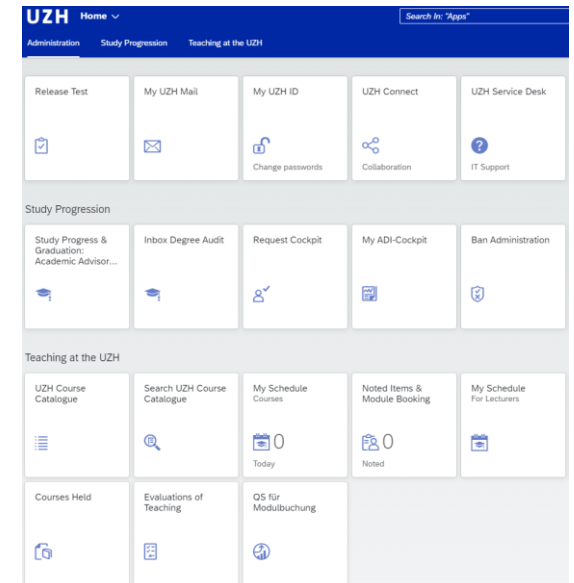 UZH Home
Search In: "Apps"
Administration Study Progression Teaching at the UZH
Release Test
My UZH Mail
My UZH ID
Change passwords
UZH Connect
Collaboration
UZH Service Desk
IT Support
Study Progression
Study Progress &
Graduation:
Academic Advisor...
Inbox Degree Audit
Request Cockpit
My ADI-Cockpit
Ban Administration
Teaching at the UZH
UZH Course
Catalogue
Search UZH Course
Catalogue
My Schedule
Courses
0
Today
Noted Items &
Module Booking
0
Noted
My Schedule
For Lecturers
Courses Held
Evaluations of
Teaching
QS für
Modulbuchung